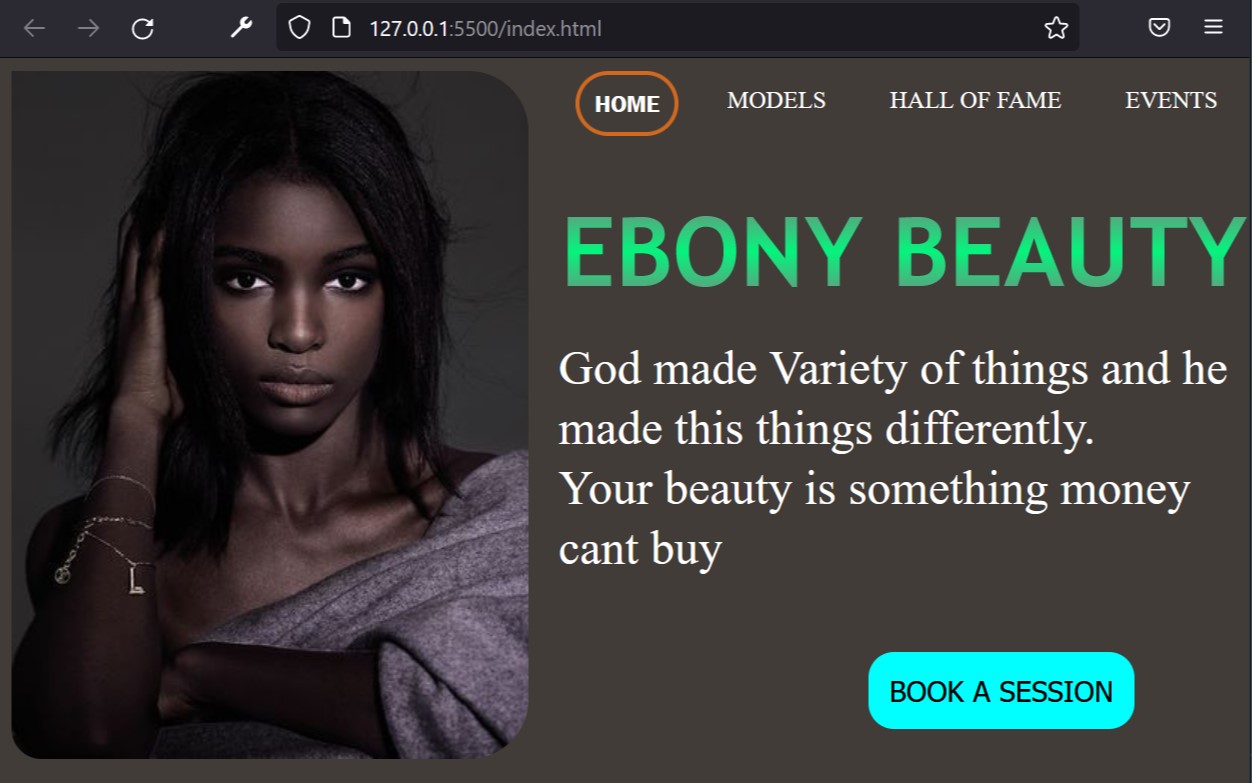 127.0.0.1:5500/index.html
HOME MODELS HALL OF FAME EVENTS
EBONY BEAUTY
God made Variety of things and he
made this things differently.
Your beauty is something money
cant buy
BOOK A SESSION
L